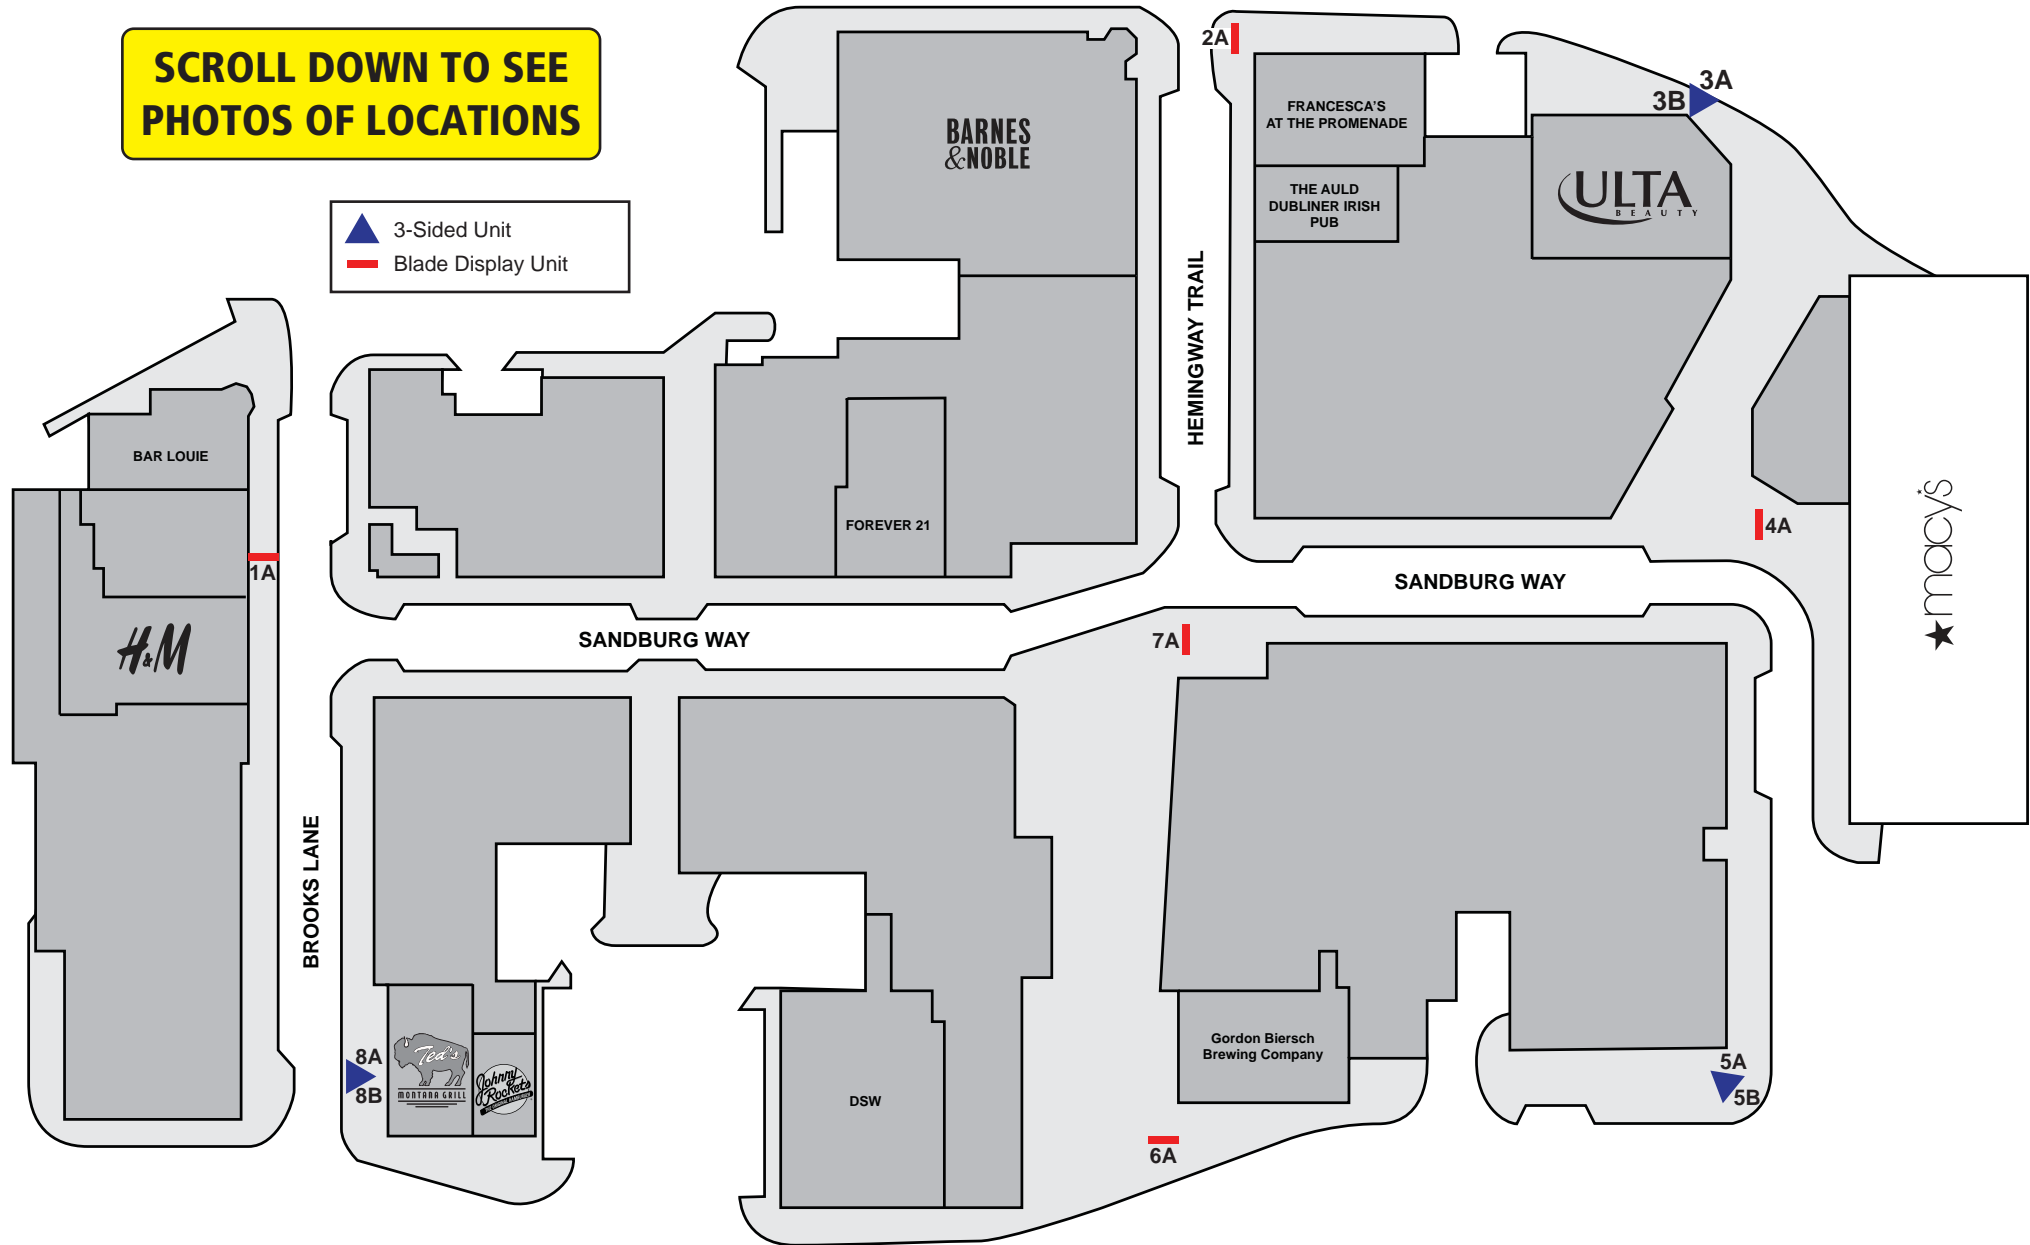 SCROLL DOWN TO SEE
PHOTOS OF LOCATIONS
3-Sided Unit
Blade Display Unit
BARNES
&NOBLE
2A
FRANCESCA'S
AT THE PROMENADE
THE AULD
DUBLINER IRISH
PUB
3A
3B
ULTA
BEAUTY
HEMINGWAY TRAIL
BAR LOUIE
1A
H&M
FOREVER 21
4A
macy's
SANDBURG WAY
SANDBURG WAY
7A
BROOKS LANE
8A
8B
Ted's
MONTANA GRILL
Johnny
Rockets
DSW
Gordon Biersch
Brewing Company
6A
5A
5B